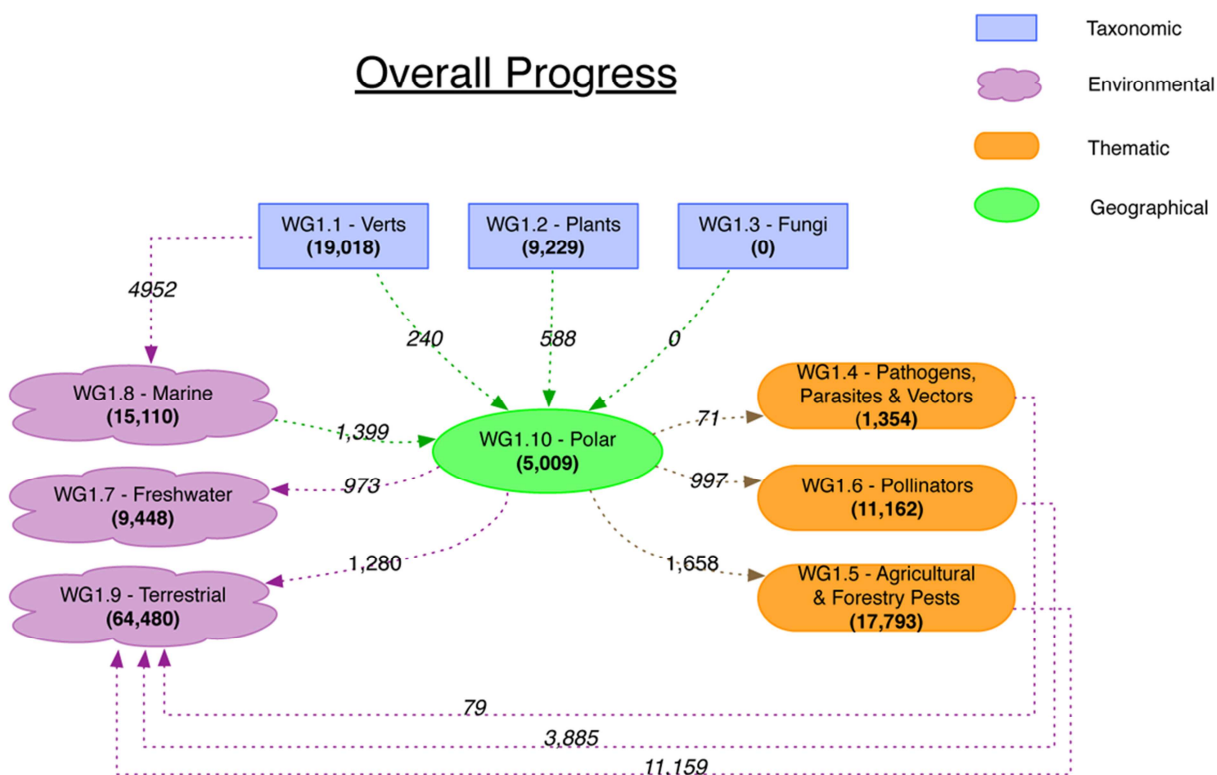 Overall Progress
Taxonomic
Environmental
Thematic
Geographical
WG1.1 - Verts
(19,018)
WG1.2 - Plants
(9,229)
WG1.3 - Fungi
(0)
4952
240
588
0
WG1.8 - Marine
(15,110)
1,399
WG1.10 - Polar
(5,009)
71
WG1.4 - Pathogens,
Parasites & Vectors
(1,354)
WG1.7 - Freshwater
(9,448)
973
997
WG1.6 - Pollinators
(11,162)
WG1.9 - Terrestrial
(64,480)
1,280
1,658
WG1.5 - Agricultural
& Forestry Pests
(17,793)
79
3,885
11,159